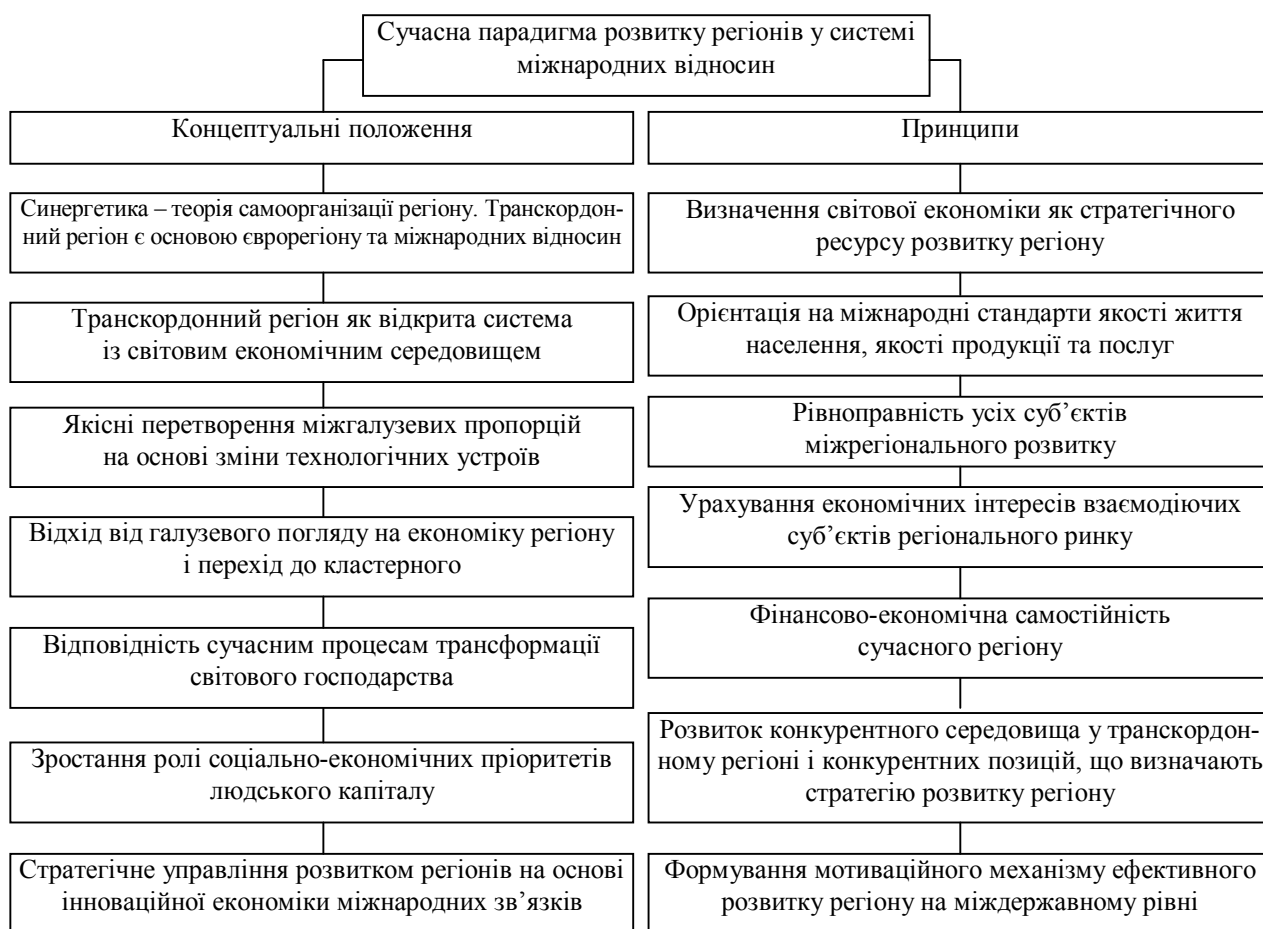 Сучасна парадигма розвитку регіонів у системі
міжнародних відносин
Концептуальні положення
Синергетика – теорія самоорганізації регіону. Транскордон-
ний регіон є основою єврорегіону та міжнародних відносин
Транскордонний регіон як відкрита система
із світовим економічним середовищем
Якісні перетворення міжгалузевих пропорцій
на основі зміни технологічних устроїв
Відхід від галузевого погляду на економіку регіону
і перехід до кластерного
Відповідність сучасним процесам трансформації
світового господарства
Зростання ролі соціально-економічних пріоритетів
людського капіталу
Стратегічне управління розвитком регіонів на основі
інноваційної економіки міжнародних зв’язків
Принципи
Визначення світової економіки як стратегічного
ресурсу розвитку регіону
Орієнтація на міжнародні стандарти якості життя
населення, якості продукції та послуг
Рівноправність усіх суб’єктів
міжрегіонального розвитку
Урахування економічних інтересів взаємодіючих
суб’єктів регіонального ринку
Фінансово-економічна самостійність
сучасного регіону
Розвиток конкурентного середовища у транскордон-
ному регіоні і конкурентних позицій, що визначають
стратегію розвитку регіону
Формування мотиваційного механізму ефективного
розвитку регіону на міждержавному рівні